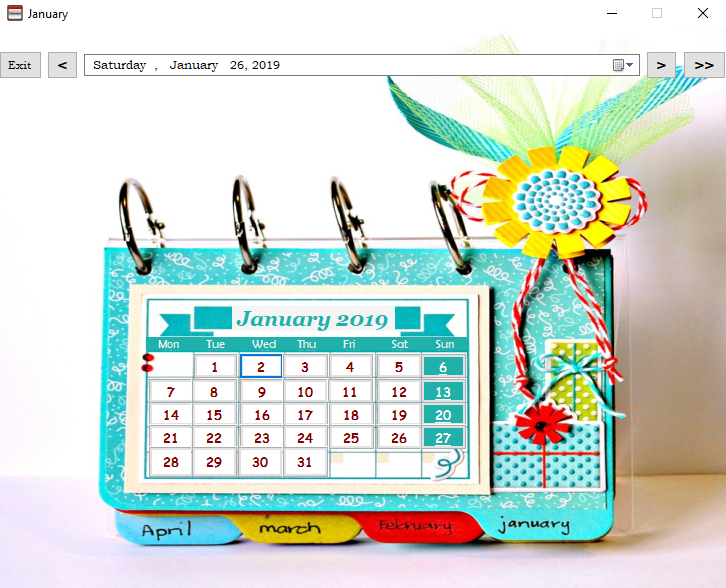 January
Exit < Saturday , January 26, 2019 > >>
January 2019
Mon Tue Wed Thu Fri Sat Sun
1 2 3 4 5 6
7 8 9 10 11 12 13
14 15 16 17 18 19 20
21 22 23 24 25 26 27
28 29 30 31
April march February january